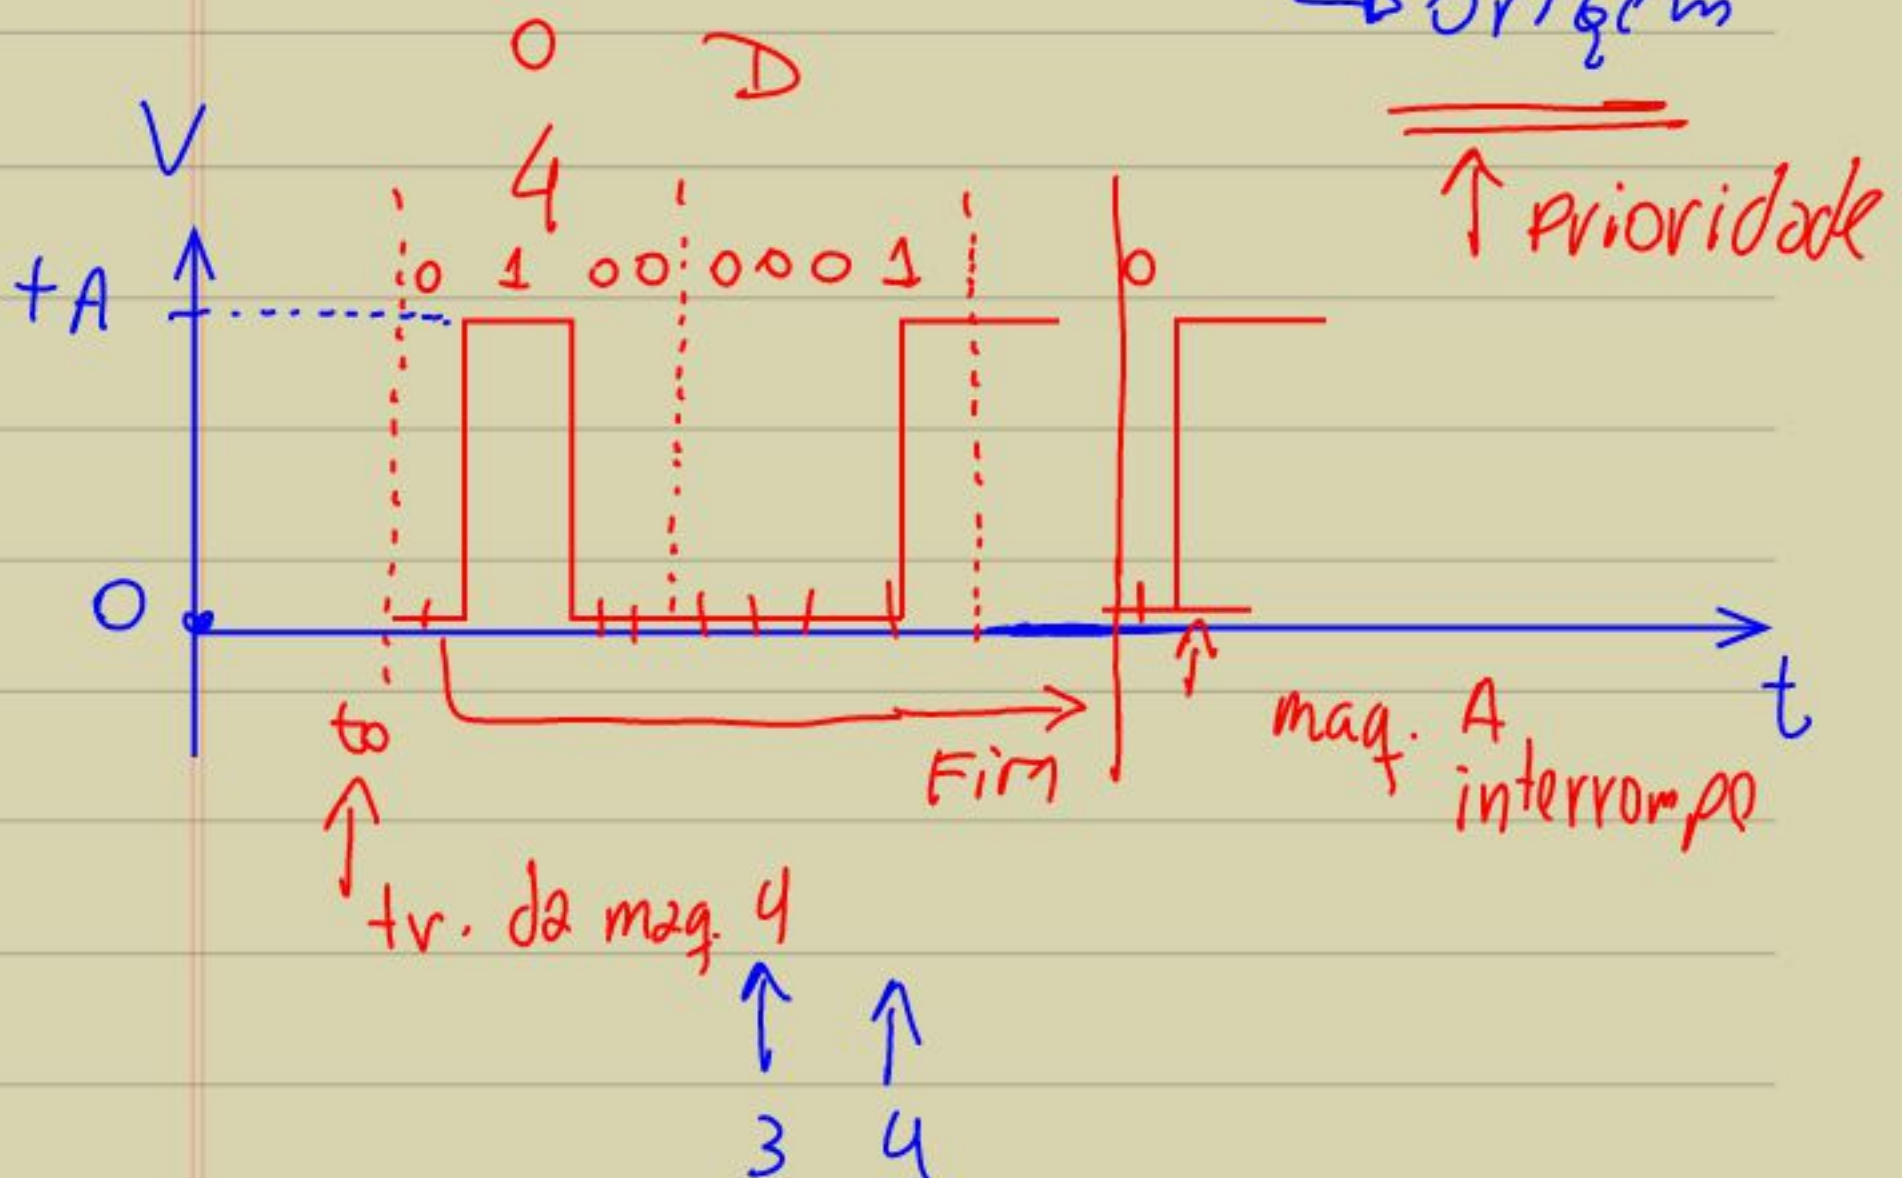 origem
O D
V
4
↑ prioridade
+A
0 1 0 0 0 0 0 1 0
0
t
to
maq. A
interrompe
Fim
tr. da maq. 4
3 4